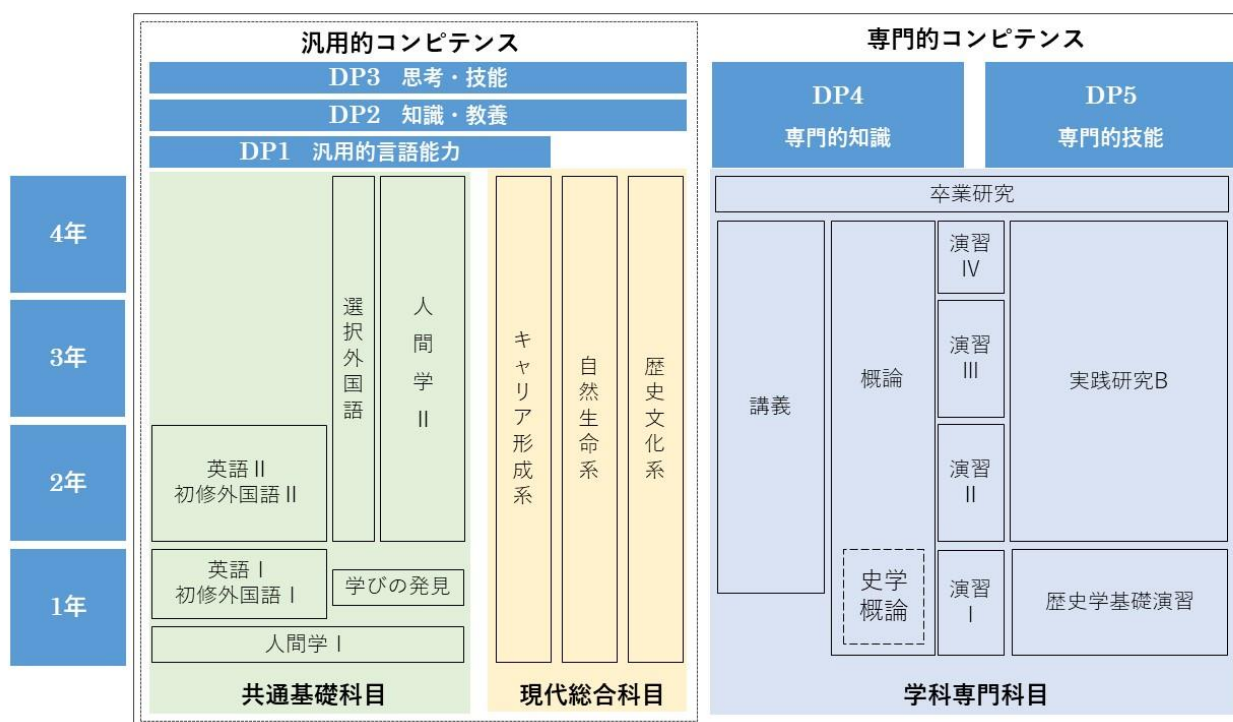 汎用的コンピテンス
専門的コンピテンス
DP3 思考・技能
DP2 知識・教養
DP1 汎用的言語能力
DP4
専門的知識
DP5
専門的技能
4年
3年
2年
1年
選択外国語
人間学Ⅱ
英語Ⅱ
初修外国語Ⅱ
英語Ⅰ
初修外国語Ⅰ
学びの発見
人間学Ⅰ
共通基礎科目
キャリア形成系
自然生命系
歴史文化系
現代総合科目
卒業研究
講義
概論
史学
概論
演習
Ⅳ
演習
Ⅲ
演習
Ⅱ
演習
Ⅰ
実践研究B
歴史学基礎演習
学科専門科目